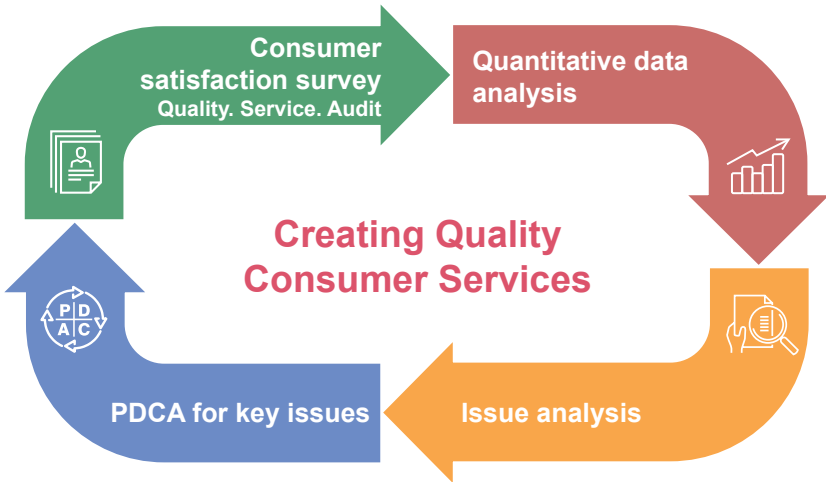 Consumer
satisfaction survey
Quality. Service. Audit
Quantitative data
analysis
Creating Quality
Consumer Services
P D
A C
PDCA for key issues
Issue analysis